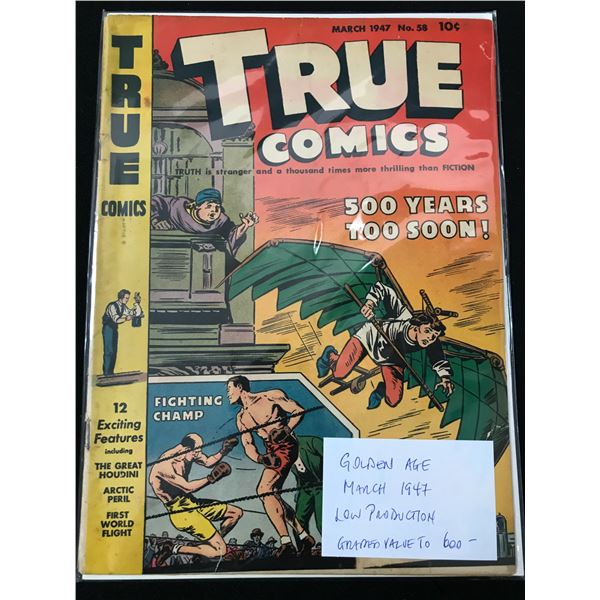 MARCH 1947 No. 58 10¢
TRUE
COMICS
TRUTH is stranger and a thousand times more thrilling than FICTION
500 YEARS
TOO SOON!
TRUE
COMICS
12
Exciting
Features
including
THE GREAT
HOUDINI
ARCTIC
PERIL
FIRST
WORLD
FLIGHT
FIGHTING
CHAMP
GOLDEN AGE
MARCH 1947
LOW PRODUCTION
GRADED VALUE TO 600-